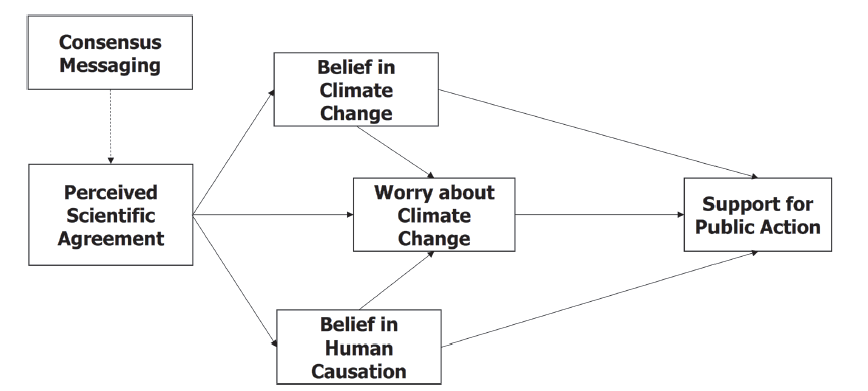 Consensus
Messaging
Belief in
Climate
Change
Perceived
Scientific
Agreement
Worry about
Climate
Change
Support for
Public Action
Belief in
Human
Causation